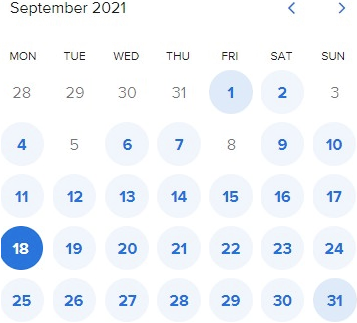 September 2021
MON TUE WED THU FRI SAT SUN
28 29 30 31 1 2 3
4 5 6 7 8 9 10
11 12 13 14 15 16 17
18 19 20 21 22 23 24
25 26 27 28 29 30 31